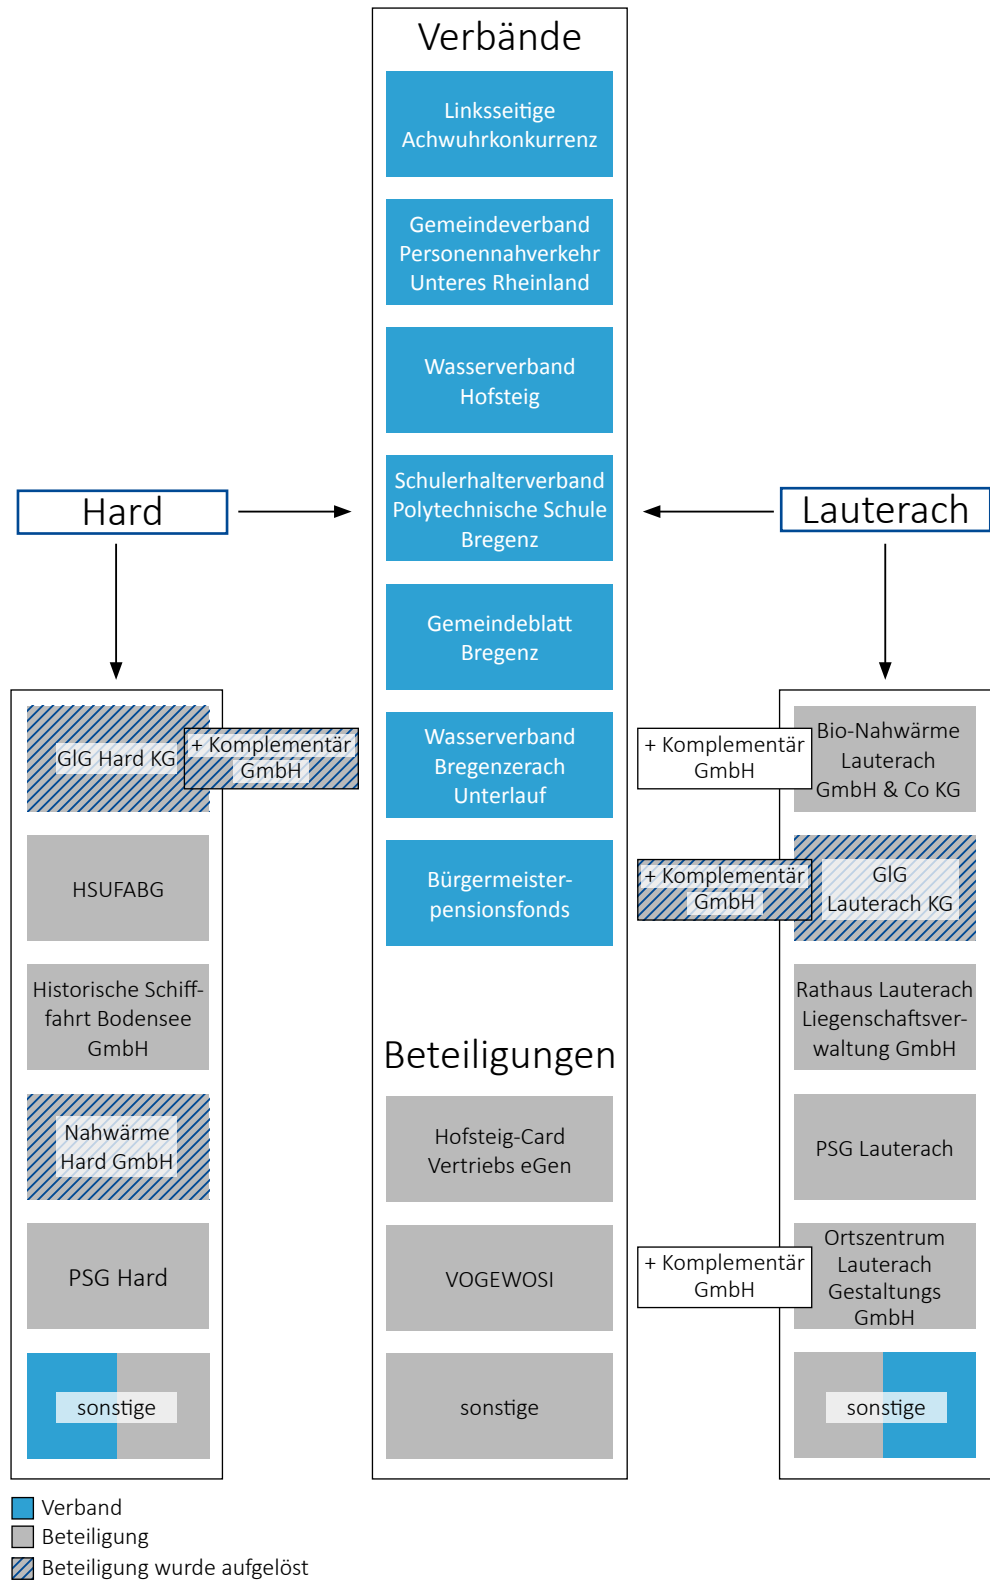 Verbände
Linksseitige
Achwuhrkonkurrenz
Gemeindeverband
Personennahverkehr
Unteres Rheinland
Wasserverband
Hofsteig
Schulerhalterverband
Polytechnische Schule
Bregenz
Gemeindeblatt
Bregenz
Wasserverband
Bregenzerach
Unterlauf
Bürgermeister-
pensionsfonds
Beteiligungen
Hofsteig-Card
Vertriebs eGen
VOGEWOSI
sonstige
Hard
GIG Hard KG
+ Komplementär
GmbH
HSUFABG
Historische Schiff-
fahrt Bodensee
GmbH
Nahwärme
Hard GmbH
PSG Hard
sonstige
Lauterach
+ Komplementär
GmbH
Bio-Nahwärme
Lauterach
GmbH & Co KG
+ Komplementär
GmbH
GIG
Lauterach KG
Rathaus Lauterach
Liegenschaftsver-
waltung GmbH
PSG Lauterach
+ Komplementär
GmbH
Ortszentrum
Lauterach
Gestaltungs
GmbH
sonstige
Verband
Beteiligung
Beteiligung wurde aufgelöst